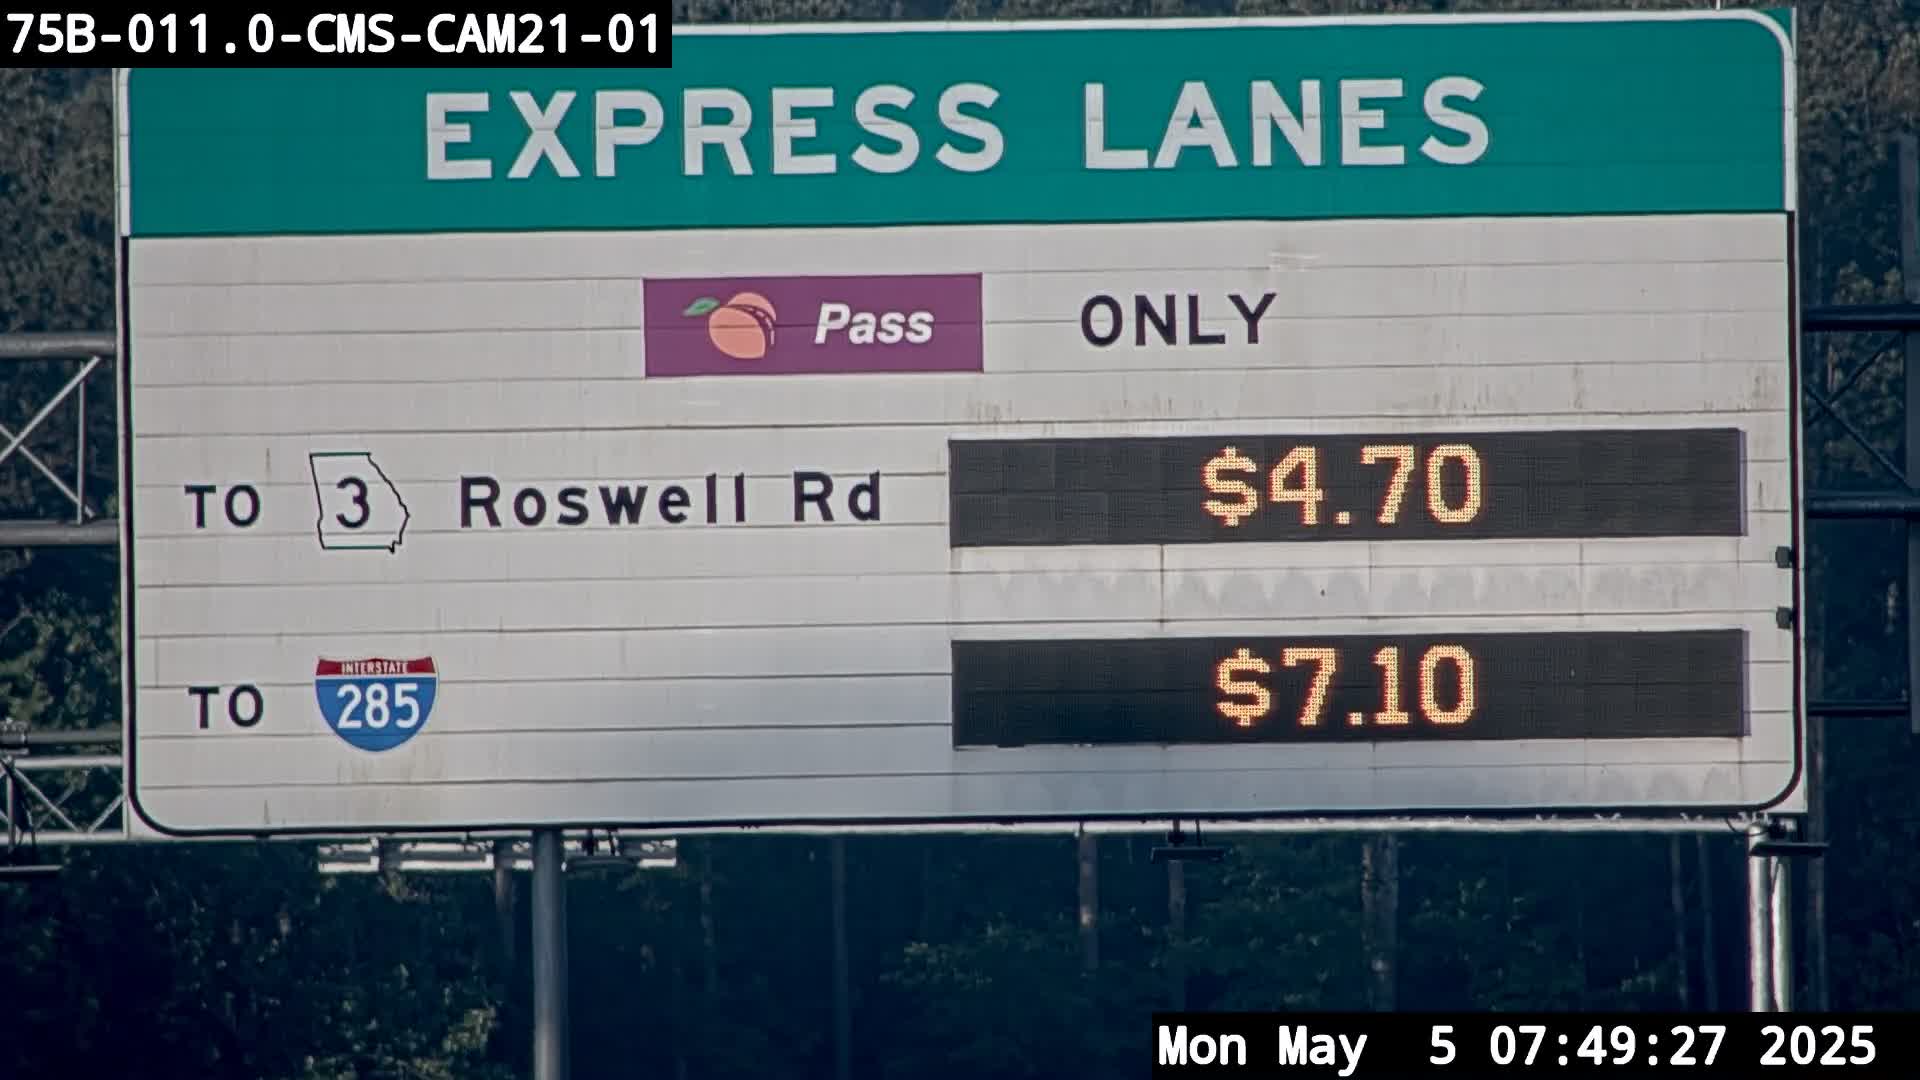 75B-011.0-CMS-CAM21-01
EXPRESS LANES
Pass ONLY
TO 3 Roswell Rd $4.70
INTERSTATE
TO 285 $7.10
Mon May 5 07:49:27 2025